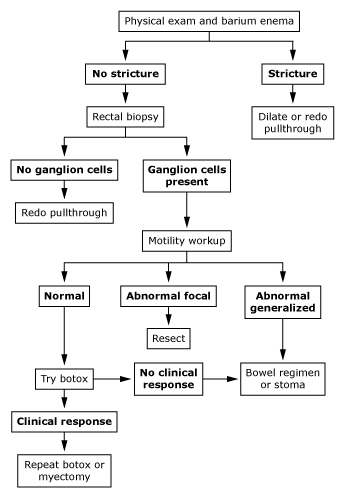 Physical exam and barium enema
No stricture
Stricture
Rectal biopsy
Dilate or redo
pullthrough
No ganglion cells
Ganglion cells
present
Redo pullthrough
Motility workup
Normal
Abnormal focal
Abnormal
generalized
Resect
Try botox
No clinical
response
Bowel regimen
or stoma
Clinical response
Repeat botox or
myectomy